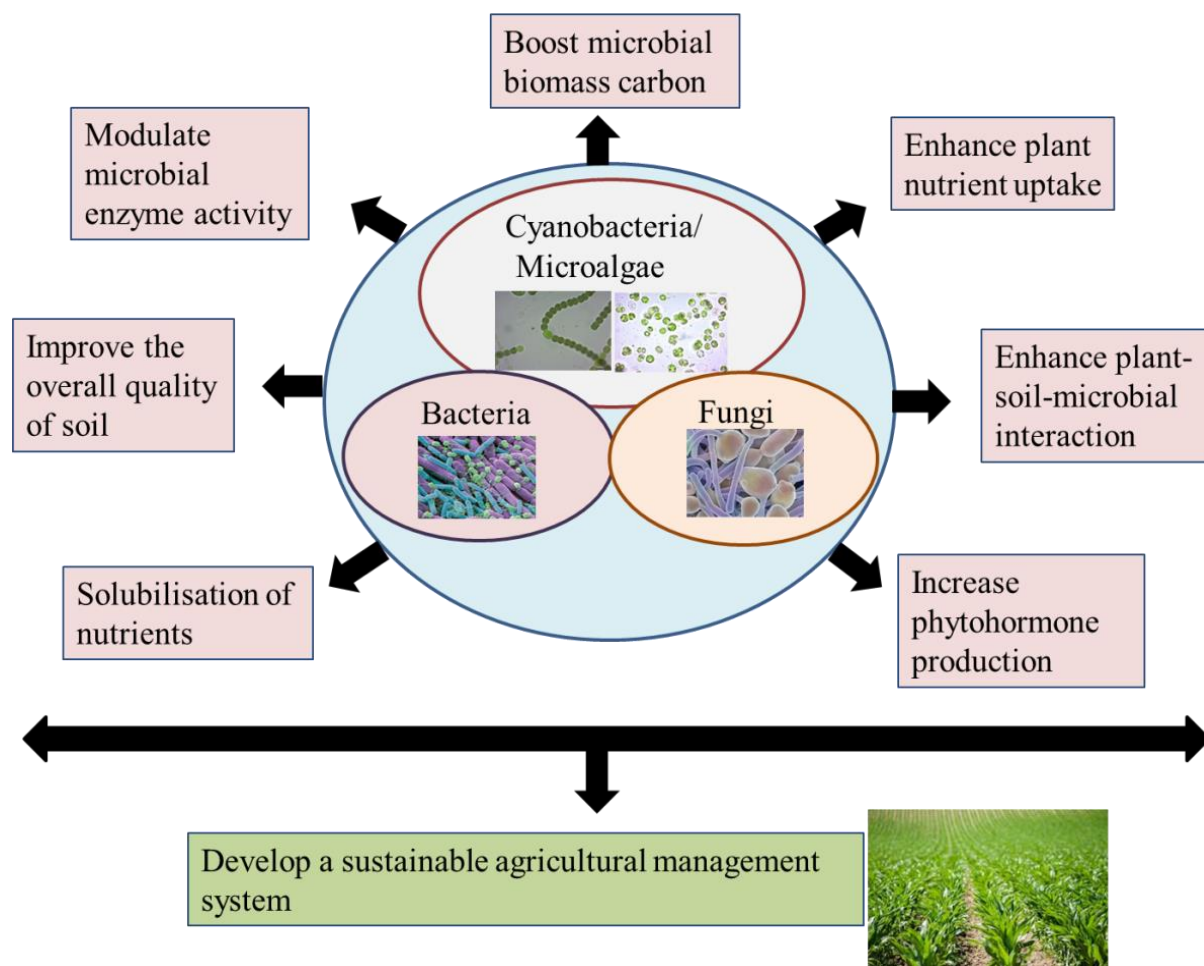 Boost microbial
biomass carbon
Modulate
microbial
enzyme activity
Enhance plant
nutrient uptake
Cyanobacteria/
Microalgae
Improve the
overall quality
of soil
Enhance plant-
soil-microbial
interaction
Bacteria
Fungi
Solubilisation of
nutrients
Increase
phytohormone
production
Develop a sustainable agricultural management
system